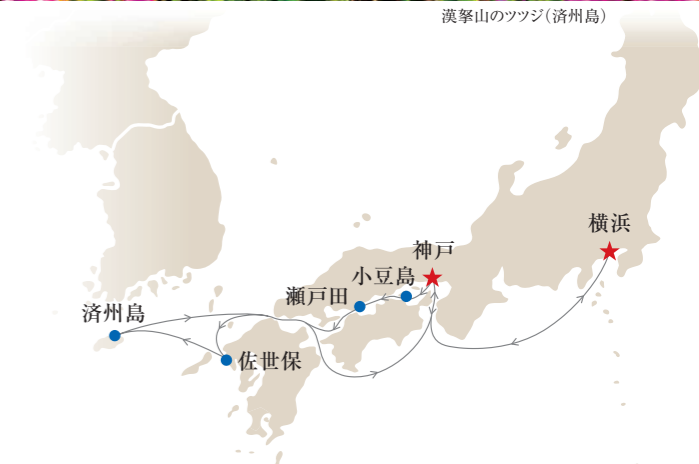 漢拏山のツツジ（済州島）
横浜
神戸
小豆島
瀬戸田
済州島
佐世保